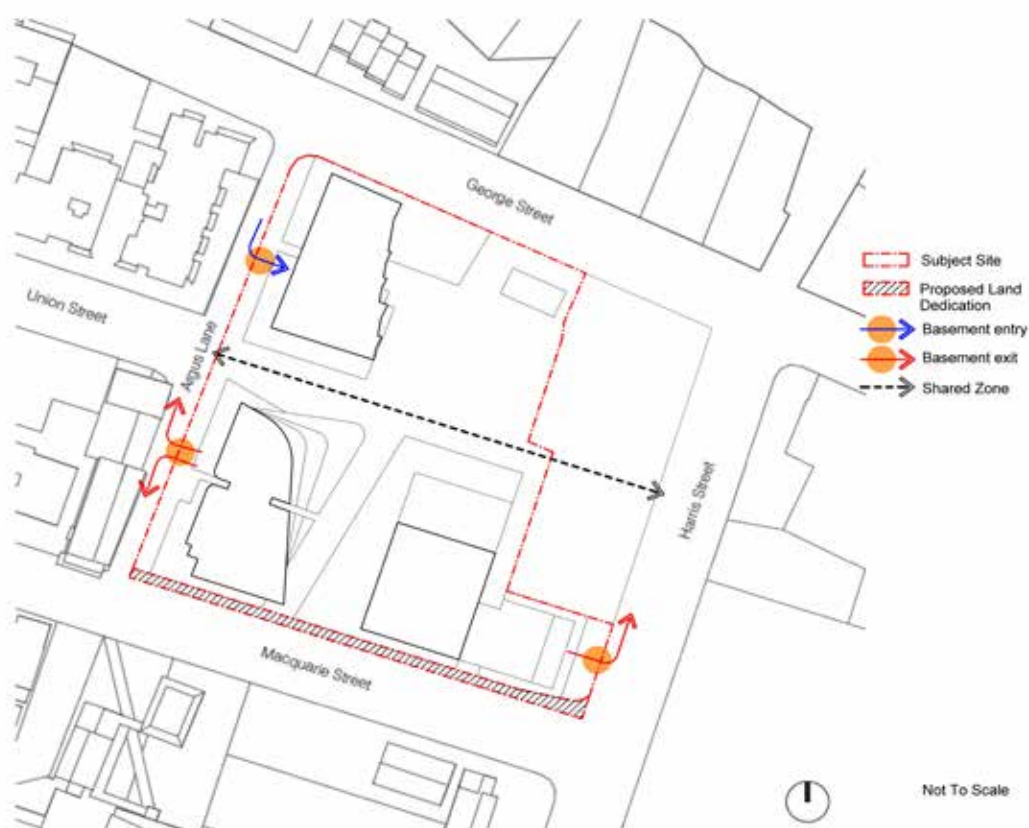 George Street
Subject Site
Proposed Land
Dedication
Union Street
Basement entry
Argus Lane
Basement exit
Shared Zone
Harris Street
Macquarie Street
Not To Scale